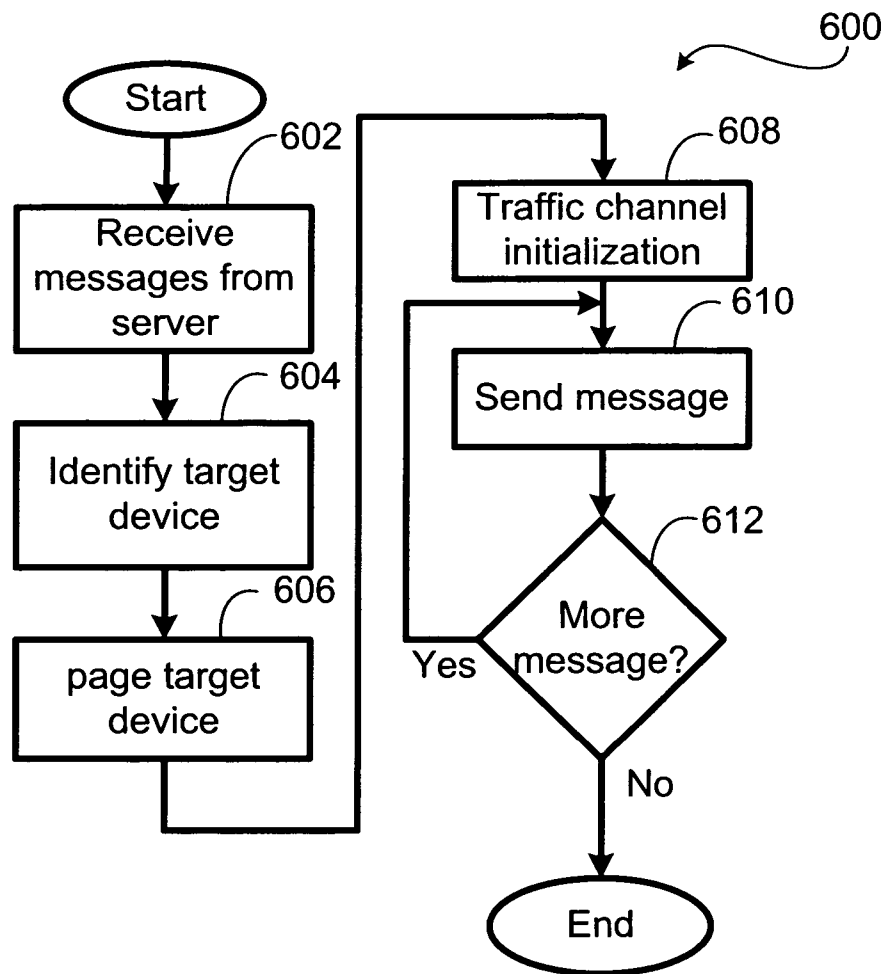 600
Start
602
Receive
messages from
server
604
Identify target
device
606
page target
device
608
Traffic channel
initialization
610
Send message
612
More
message?
Yes
No
End